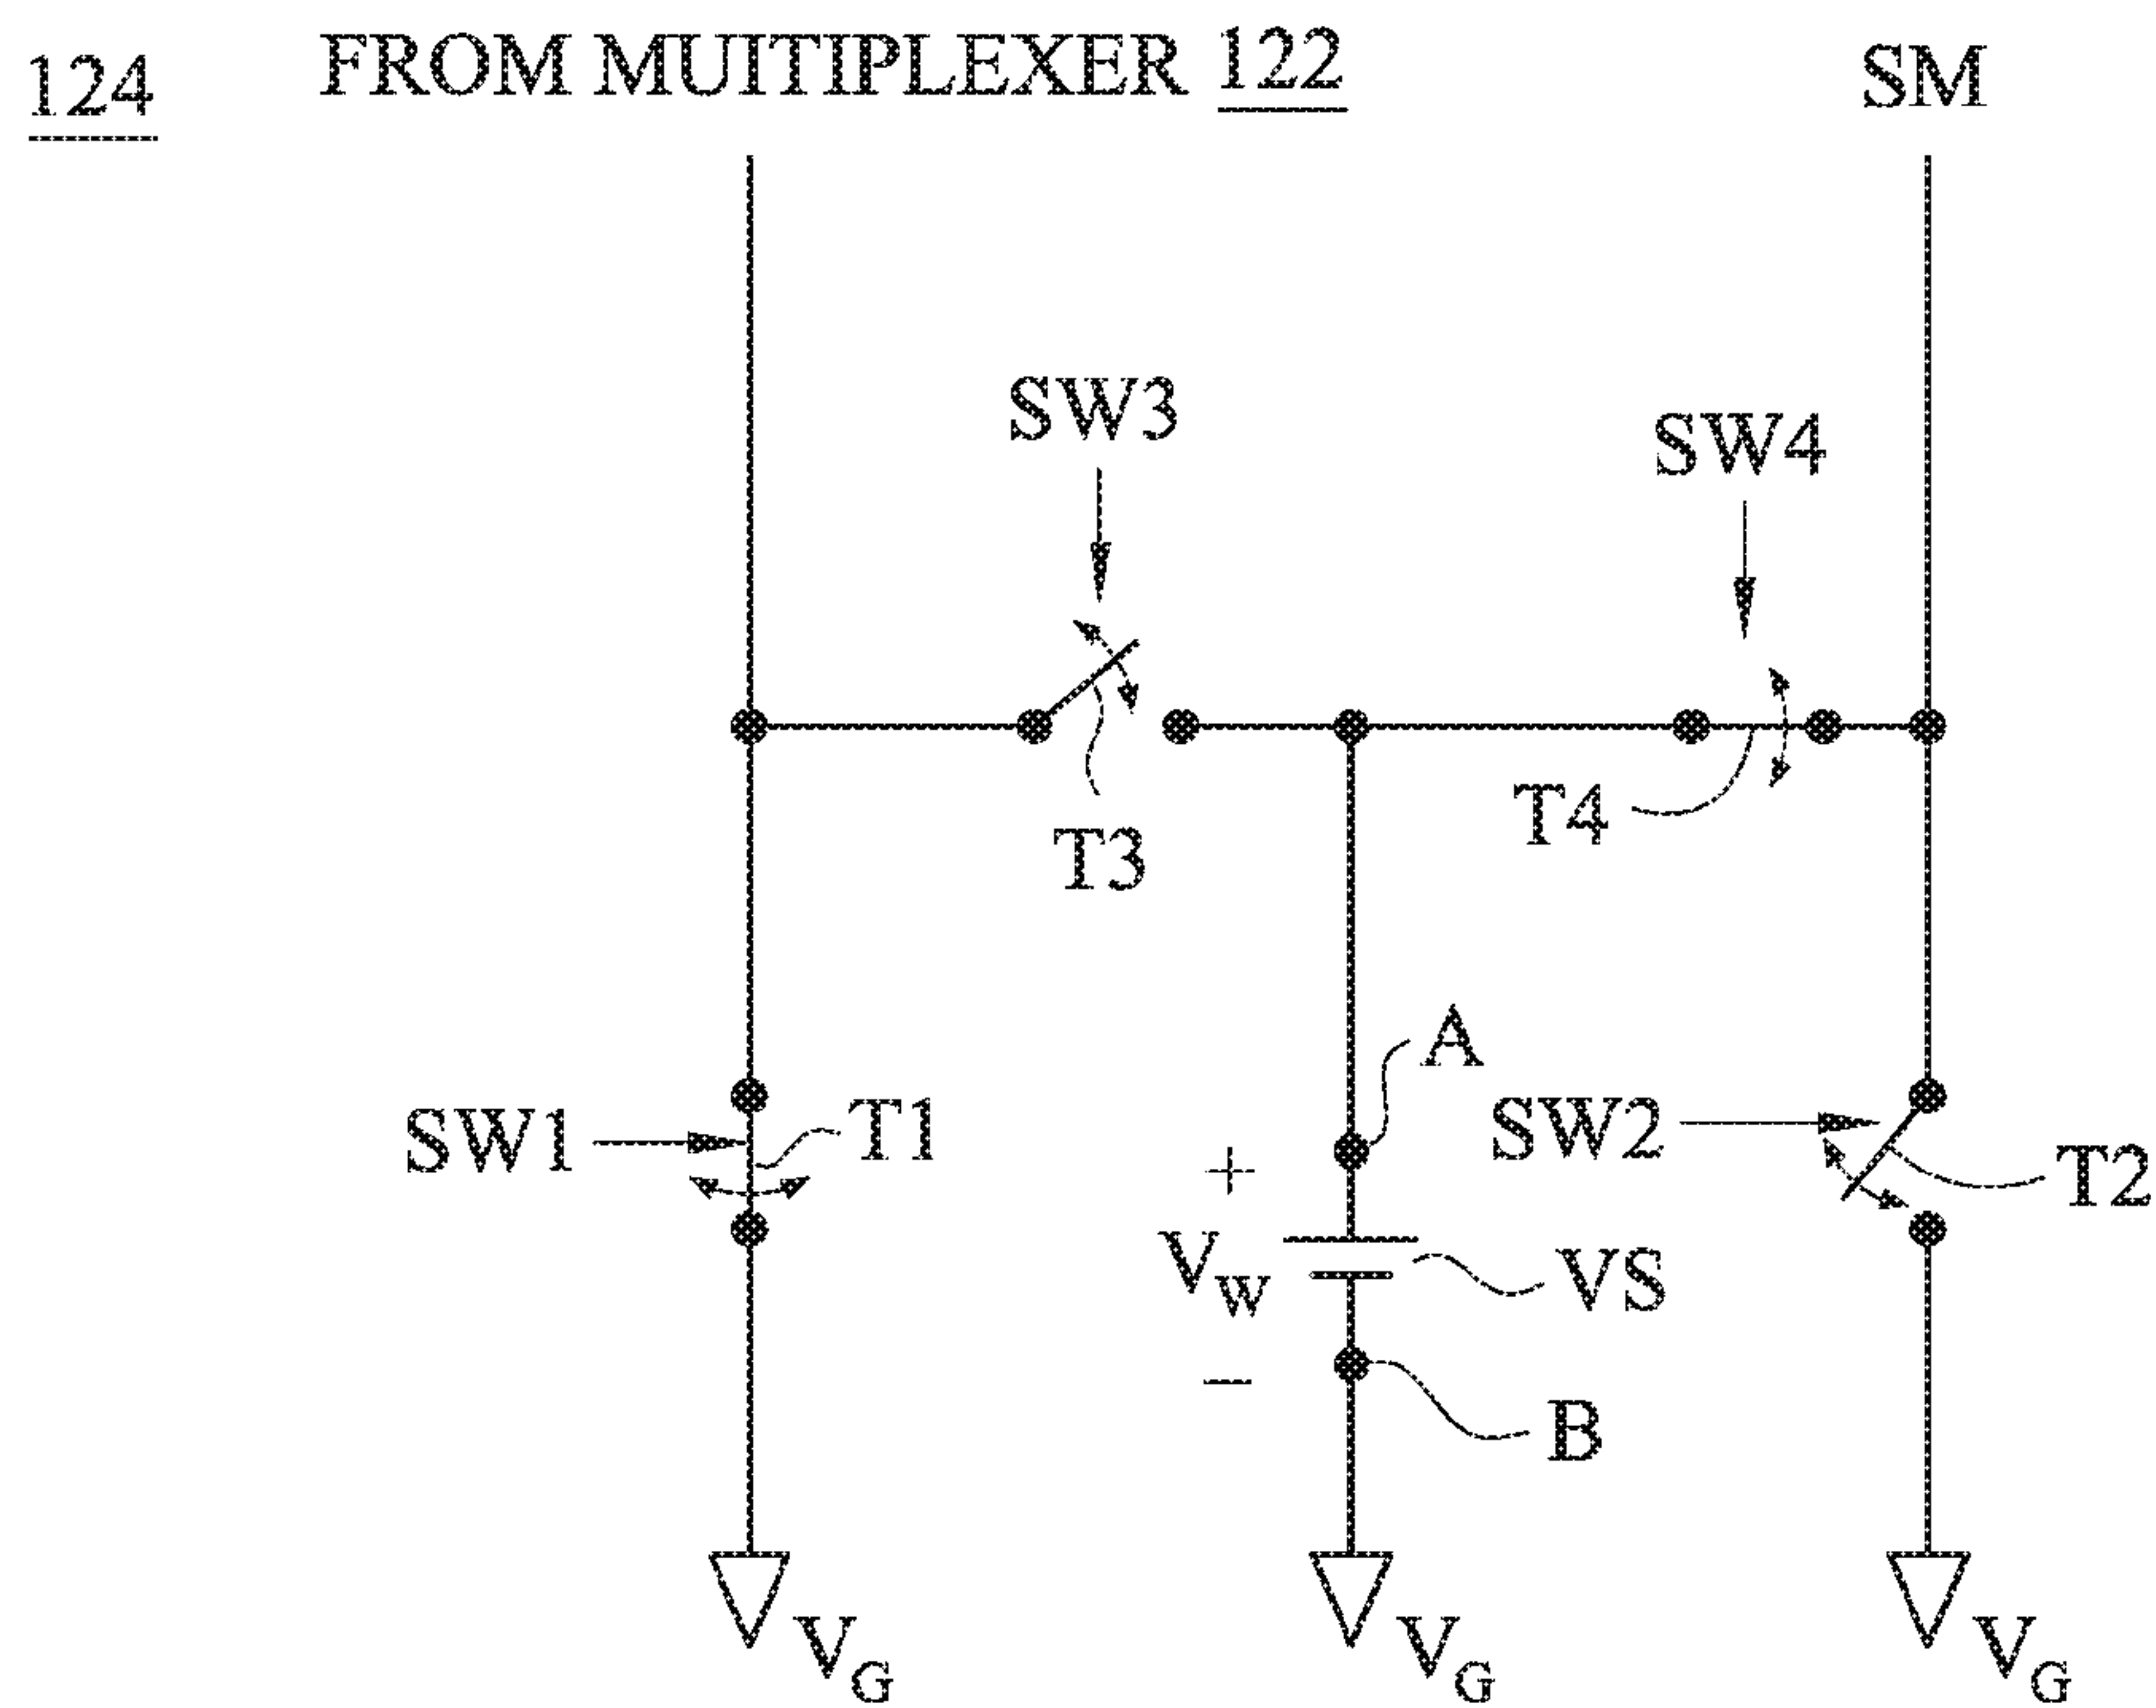 124
FROM MUITIPLEXER 122
SM
SW3
SW4
T4
T3
A
SW1
T1
SW2
T2
+
VW
VS
−
B
VG
VG
VG